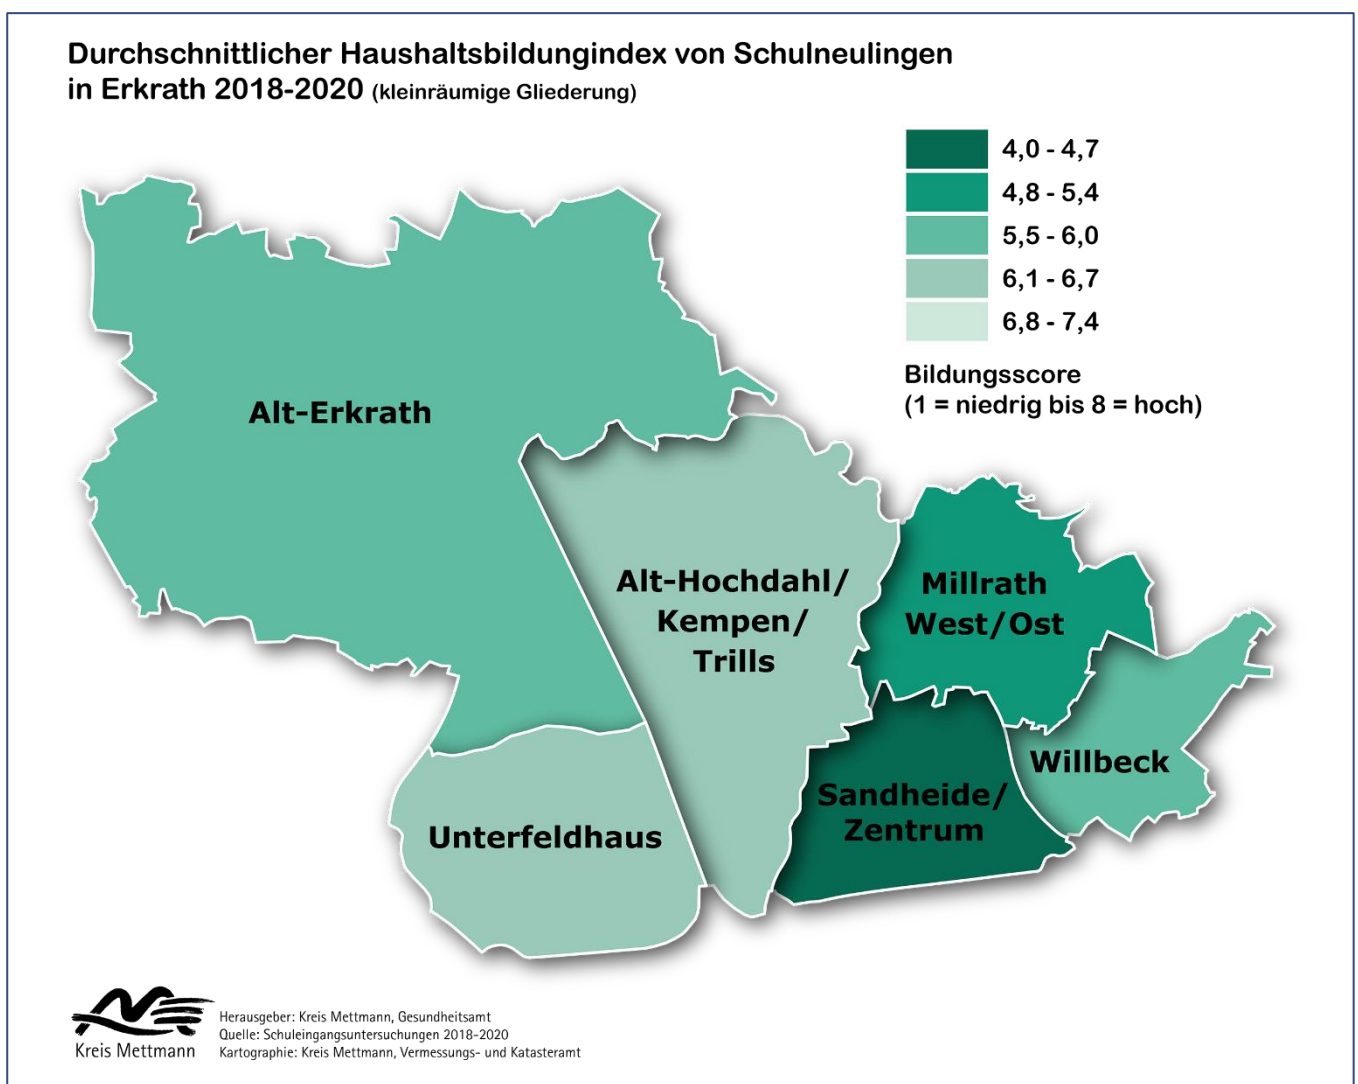 Durchschnittlicher Haushaltsbildungindex von Schulneulingen
in Erkrath 2018-2020 (kleinräumige Gliederung)
4,0 - 4,7
4,8 - 5,4
5,5 - 6,0
6,1 - 6,7
6,8 - 7,4
Bildungsscore
(1 = niedrig bis 8 = hoch)
Alt-Erkrath
Alt-Hochdahl/
Kempen/
Trills
Millrath
West/Ost
Willbeck
Sandheide/
Zentrum
Unterfeldhaus
Kreis Mettmann
Herausgeber: Kreis Mettmann, Gesundheitsamt
Quelle: Schuleingangsuntersuchungen 2018-2020
Kartographie: Kreis Mettmann, Vermessungs- und Katasteramt